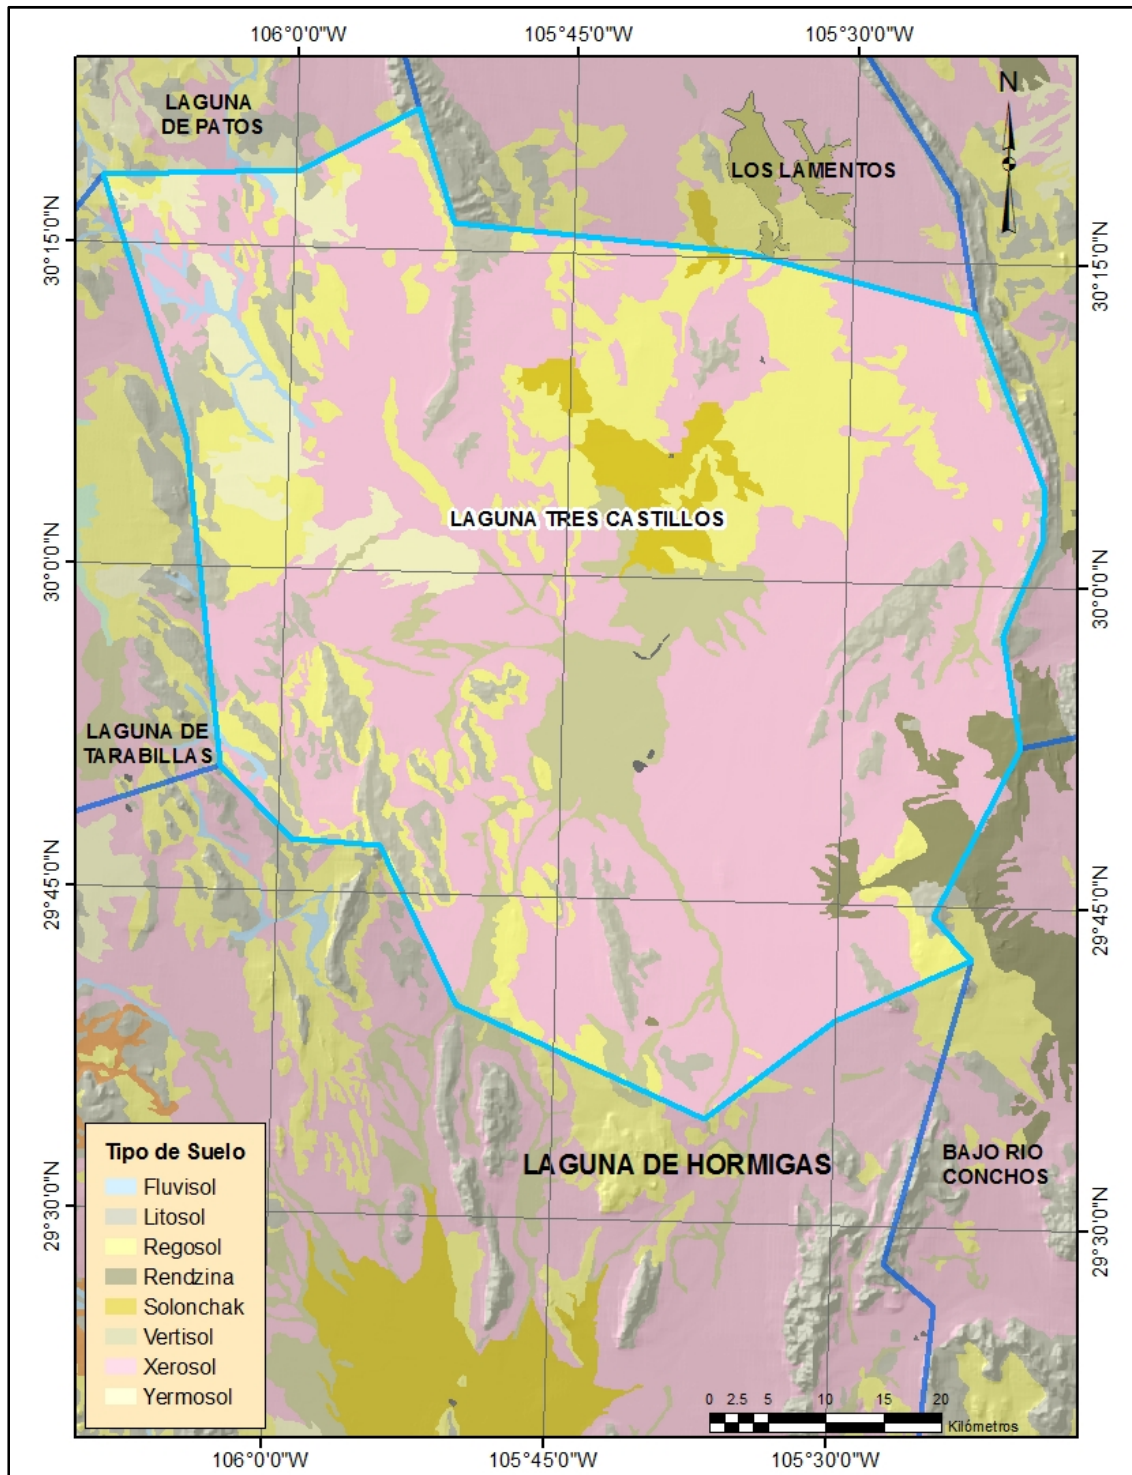 106°0'0"W
105°45'0"W
105°30'0"W
N
LAGUNA
DE PATOS
LOS LAMENTOS
30°15'0"N
30°15'0"N
LAGUNA TRES CASTILLOS
30°0'0"N
30°0'0"N
LAGUNA DE
TARABILLAS
29°45'0"N
29°45'0"N
LAGUNA DE HORMIGAS
BAJO RIO
CONCHOS
29°30'0"N
29°30'0"N
Tipo de Suelo
Fluvisol
Litosol
Regosol
Rendzina
Solonchak
Vertisol
Xerosol
Yermosol
0 2.5 5 10 15 20
Kilómetros
106°0'0"W
105°45'0"W
105°30'0"W